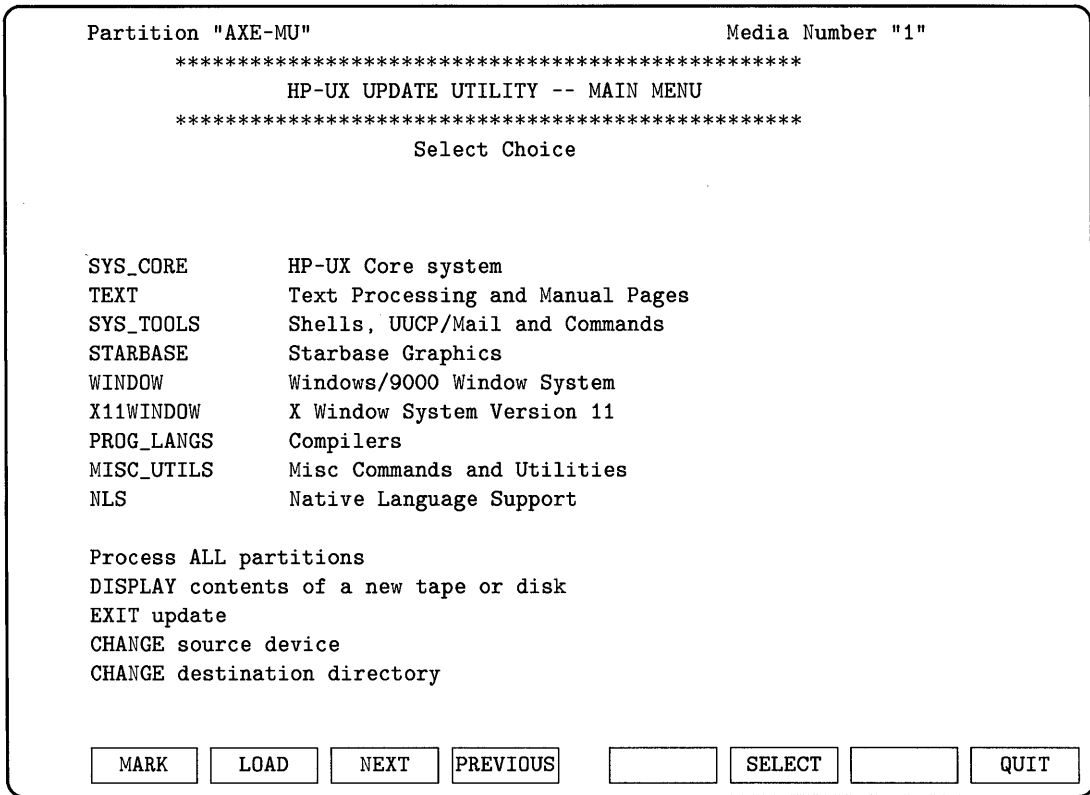 Partition "AXE-MU" Media Number "1"
**************************************************
HP-UX UPDATE UTILITY -- MAIN MENU
**************************************************
Select Choice
SYS_CORE HP-UX Core system
TEXT Text Processing and Manual Pages
SYS_TOOLS Shells, UUCP/Mail and Commands
STARBASE Starbase Graphics
WINDOW Windows/9000 Window System
X11WINDOW X Window System Version 11
PROG_LANGS Compilers
MISC_UTILS Misc Commands and Utilities
NLS Native Language Support
Process ALL partitions
DISPLAY contents of a new tape or disk
EXIT update
CHANGE source device
CHANGE destination directory
MARK LOAD NEXT PREVIOUS SELECT QUIT